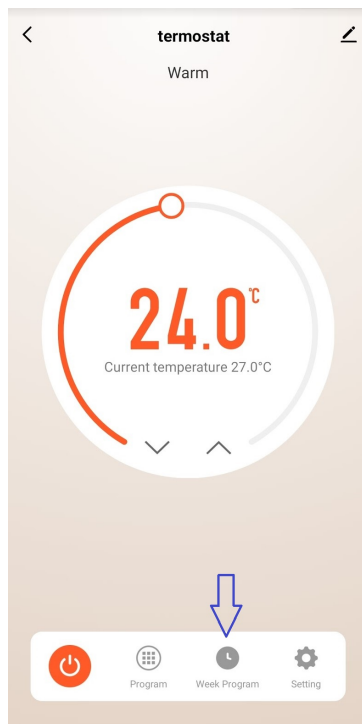 termostat
Warm
24.0℃
Current temperature 27.0°C
Program
Week Program
Setting